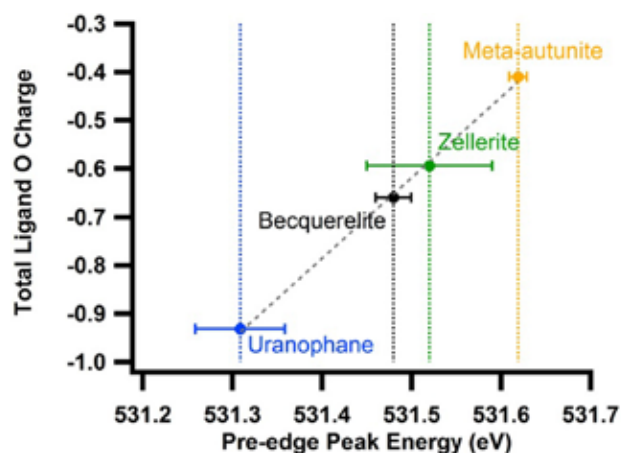 -0.3
-0.4
-0.5
-0.6
-0.7
-0.8
-0.9
-1.0
Total Ligand O Charge
Meta-autunite
Zellerite
Becquerelite
Uranophane
531.2 531.3 531.4 531.5 531.6 531.7
Pre-edge Peak Energy (eV)